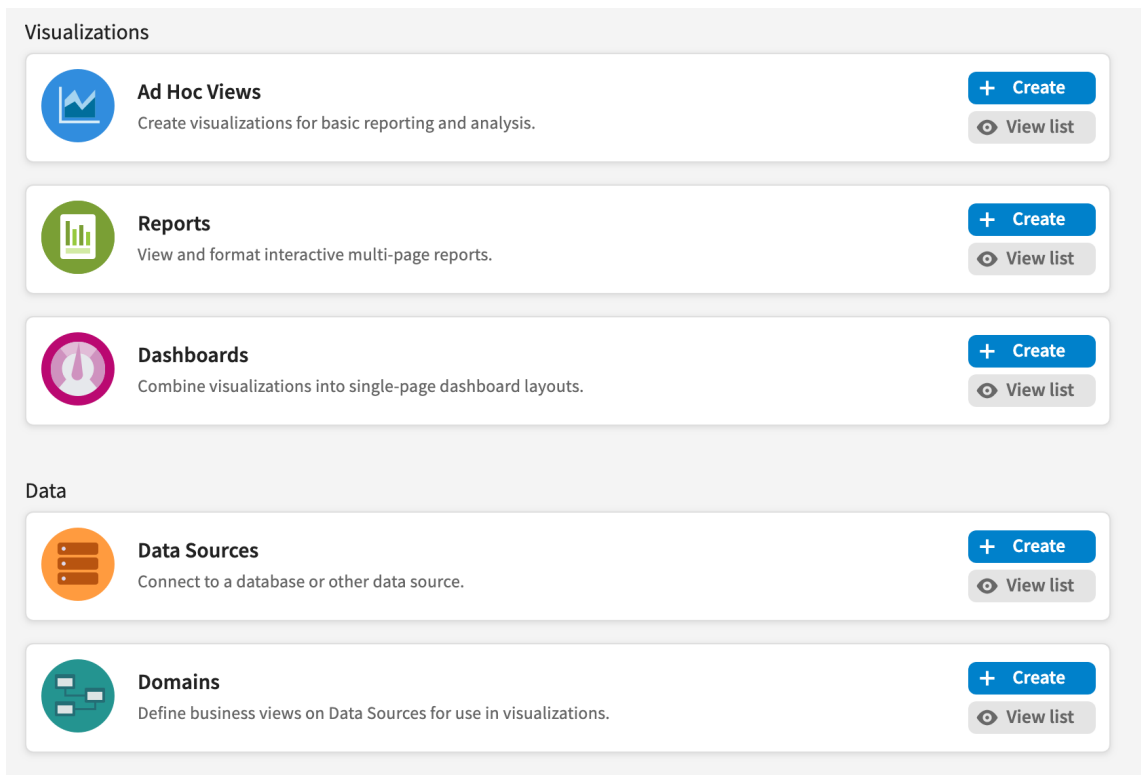 Visualizations
Ad Hoc Views
Create visualizations for basic reporting and analysis.
Create
View list
Reports
View and format interactive multi-page reports.
Create
View list
Dashboards
Combine visualizations into single-page dashboard layouts.
Create
View list
Data
Data Sources
Connect to a database or other data source.
Create
View list
Domains
Define business views on Data Sources for use in visualizations.
Create
View list